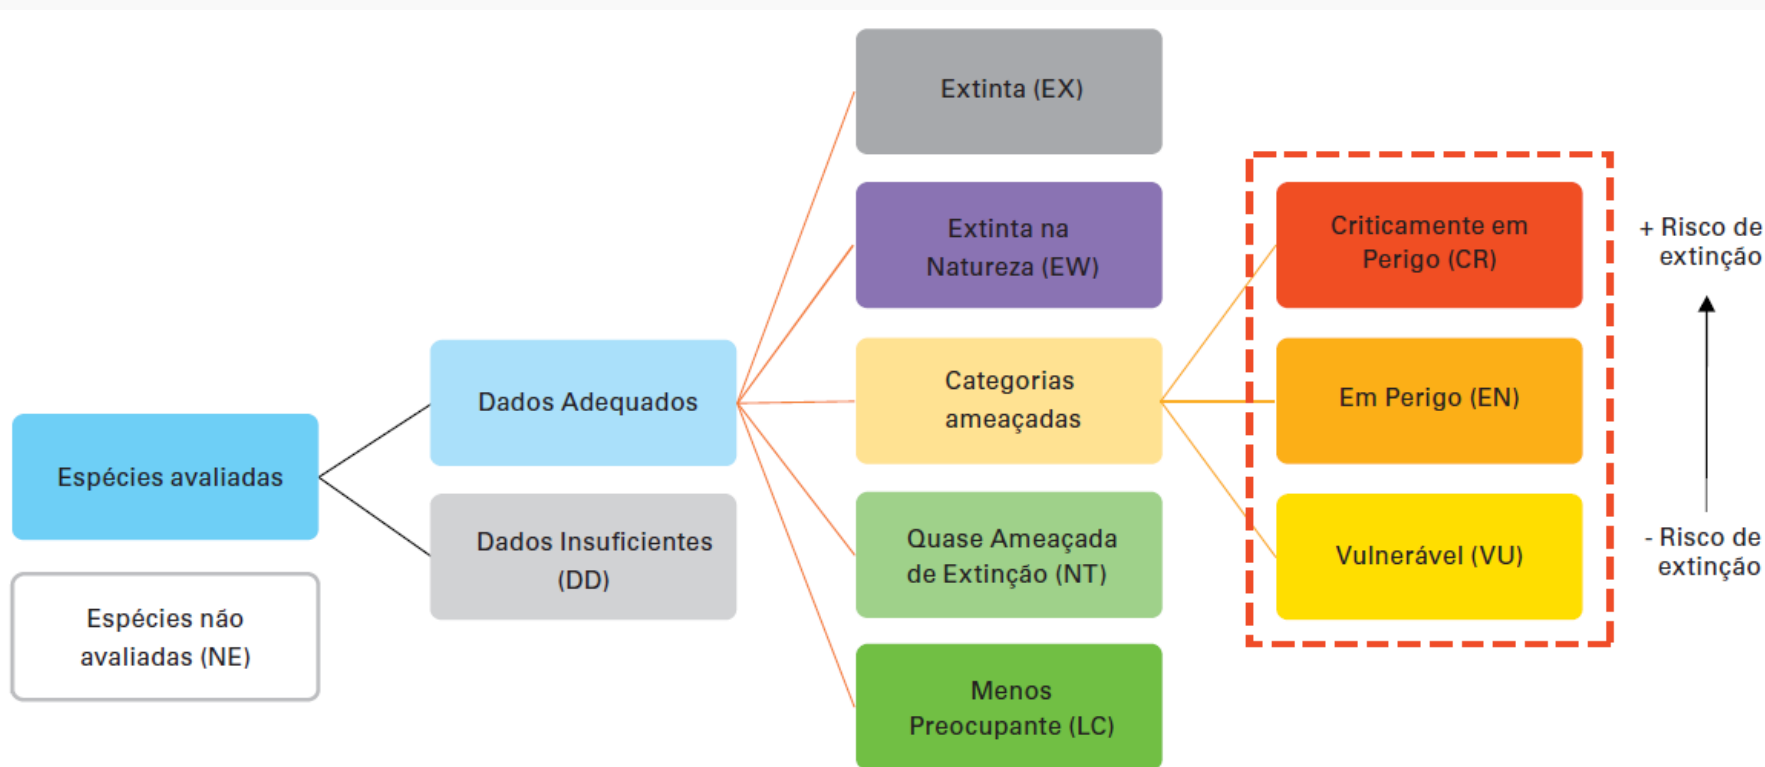 Extinta (EX)
Extinta na
Natureza (EW)
Criticamente em
Perigo (CR)
+ Risco de
extinção
Dados Adequados
Categorias
ameaçadas
Em Perigo (EN)
Espécies avaliadas
Dados Insuficientes
(DD)
Quase Ameaçada
de Extinção (NT)
Vulnerável (VU)
- Risco de
extinção
Espécies não
avaliadas (NE)
Menos
Preocupante (LC)